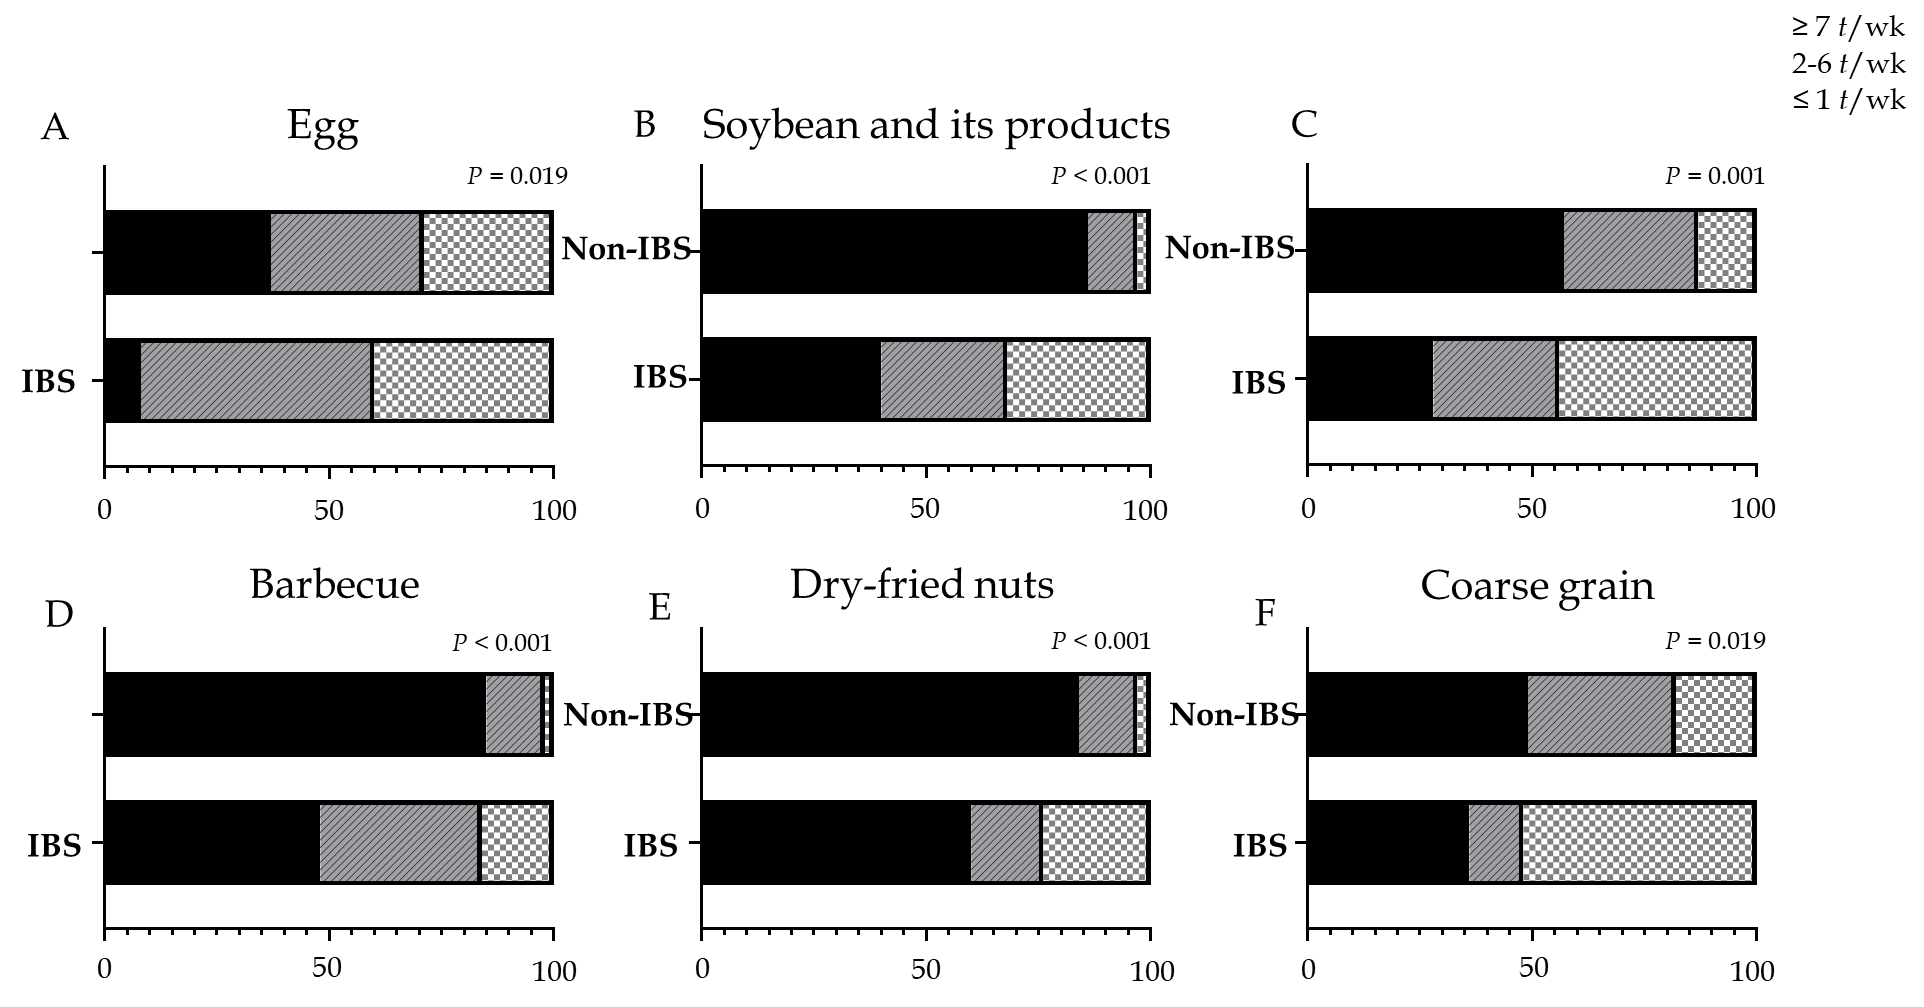 ≥ 7 t/wk
2-6 t/wk
≤ 1 t/wk
A
Egg
P = 0.019
IBS
0 50 100
B
Soybean and its products
P < 0.001
Non-IBS
IBS
0 50 100
C
P = 0.001
Non-IBS
IBS
0 50 100
D
Barbecue
P < 0.001
IBS
0 50 100
E
Dry-fried nuts
P < 0.001
Non-IBS
IBS
0 50 100
F
Coarse grain
P = 0.019
Non-IBS
IBS
0 50 100